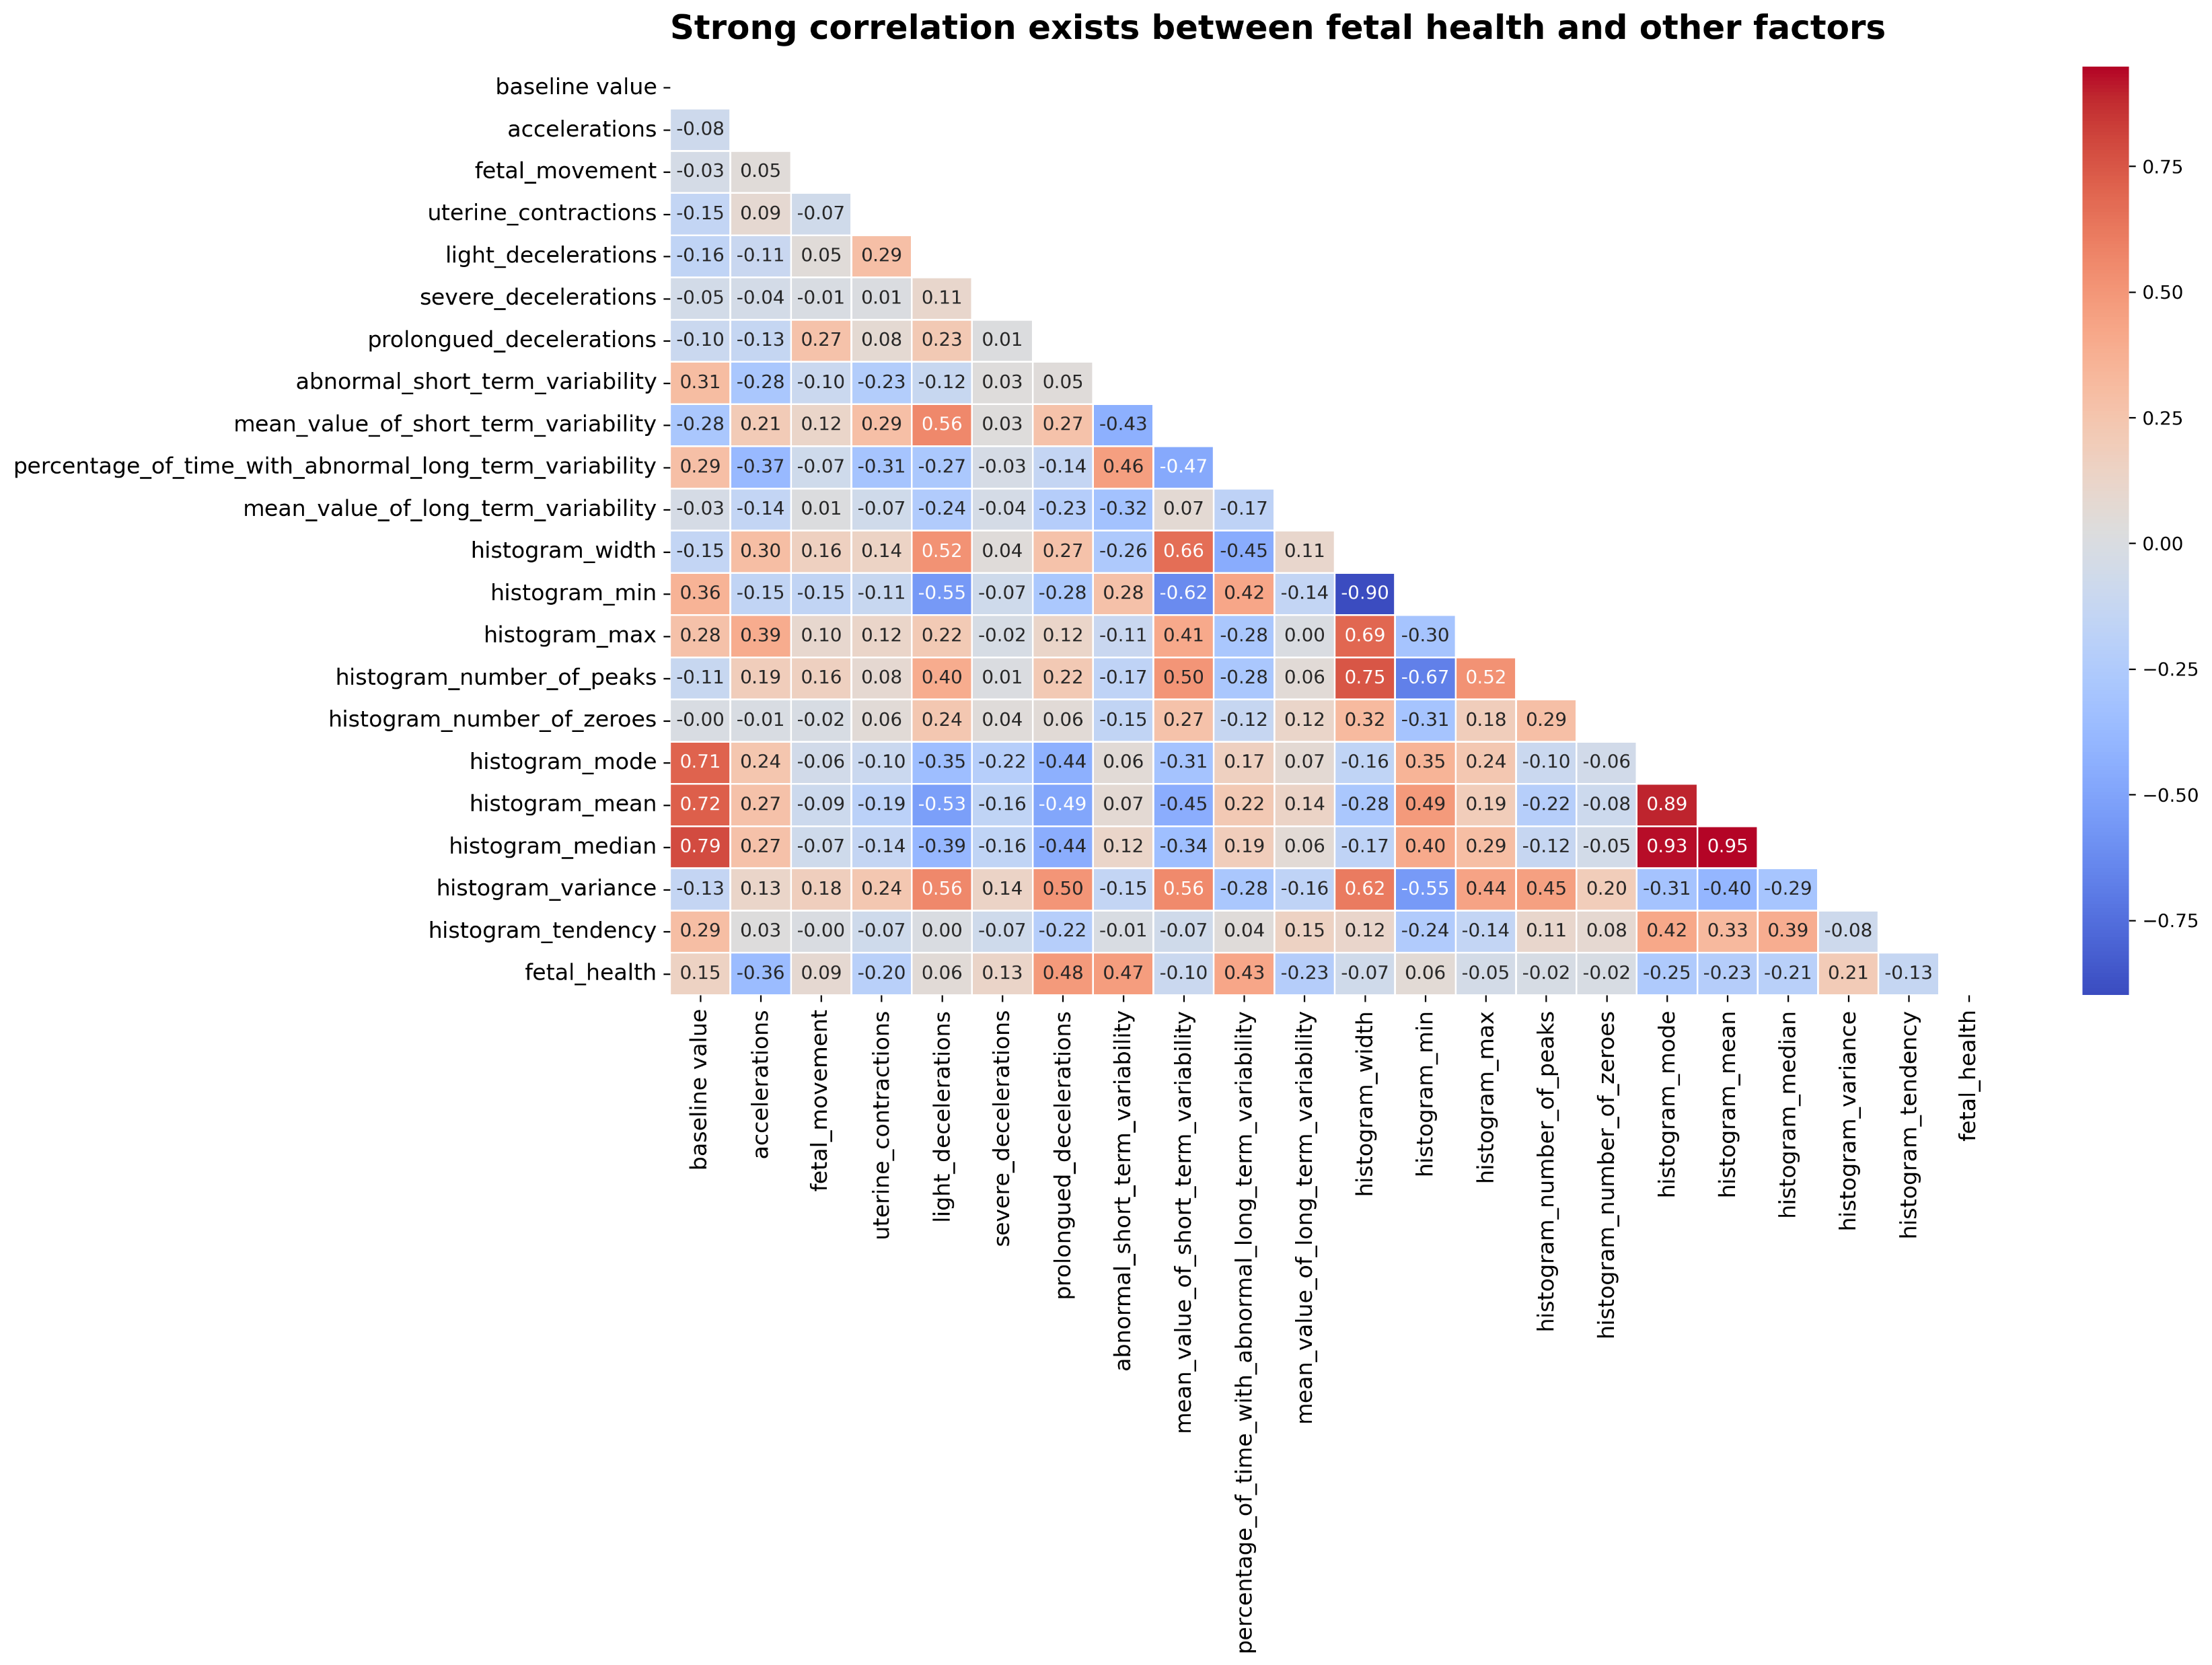 Strong correlation exists between fetal health and other factors
baseline value
accelerations -0.08
fetal_movement -0.03 0.05
uterine_contractions -0.15 0.09 -0.07
light_decelerations -0.16 -0.11 0.05 0.29
severe_decelerations -0.05 -0.04 -0.01 0.01 0.11
prolongued_decelerations -0.10 -0.13 0.27 0.08 0.23 0.01
abnormal_short_term_variability 0.31 -0.28 -0.10 -0.23 -0.12 0.03 0.05
mean_value_of_short_term_variability -0.28 0.21 0.12 0.29 0.56 0.03 0.27 -0.43
percentage_of_time_with_abnormal_long_term_variability 0.29 -0.37 -0.07 -0.31 -0.27 -0.03 -0.14 0.46 -0.47
mean_value_of_long_term_variability -0.03 -0.14 0.01 -0.07 -0.24 -0.04 -0.23 -0.32 0.07 -0.17
histogram_width -0.15 0.30 0.16 0.14 0.52 0.04 0.27 -0.26 0.66 -0.45 0.11
histogram_min 0.36 -0.15 -0.15 -0.11 -0.55 -0.07 -0.28 0.28 -0.62 0.42 -0.14 -0.90
histogram_max 0.28 0.39 0.10 0.12 0.22 -0.02 0.12 -0.11 0.41 -0.28 0.00 0.69 -0.30
histogram_number_of_peaks -0.11 0.19 0.16 0.08 0.40 0.01 0.22 -0.17 0.50 -0.28 0.06 0.75 -0.67 0.52
histogram_number_of_zeroes -0.00 -0.01 -0.02 0.06 0.24 0.04 0.06 -0.15 0.27 -0.12 0.12 0.32 -0.31 0.18 0.29
histogram_mode 0.71 0.24 -0.06 -0.10 -0.35 -0.22 -0.44 0.06 -0.31 0.17 0.07 -0.16 0.35 0.24 -0.10 -0.06
histogram_mean 0.72 0.27 -0.09 -0.19 -0.53 -0.16 -0.49 0.07 -0.45 0.22 0.14 -0.28 0.49 0.19 -0.22 -0.08 0.89
histogram_median 0.79 0.27 -0.07 -0.14 -0.39 -0.16 -0.44 0.12 -0.34 0.19 0.06 -0.17 0.40 0.29 -0.12 -0.05 0.93 0.95
histogram_variance -0.13 0.13 0.18 0.24 0.56 0.14 0.50 -0.15 0.56 -0.28 -0.16 0.62 -0.55 0.44 0.45 0.20 -0.31 -0.40 -0.29
histogram_tendency 0.29 0.03 -0.00 -0.07 0.00 -0.07 -0.22 -0.01 -0.07 0.04 0.15 0.12 -0.24 -0.14 0.11 0.08 0.42 0.33 0.39 -0.08
fetal_health 0.15 -0.36 0.09 -0.20 0.06 0.13 0.48 0.47 -0.10 0.43 -0.23 -0.07 0.06 -0.05 -0.02 -0.02 -0.25 -0.23 -0.21 0.21 -0.13
baseline value
accelerations
fetal_movement
uterine_contractions
light_decelerations
severe_decelerations
prolongued_decelerations
abnormal_short_term_variability
mean_value_of_short_term_variability
percentage_of_time_with_abnormal_long_term_variability
mean_value_of_long_term_variability
histogram_width
histogram_min
histogram_max
histogram_number_of_peaks
histogram_number_of_zeroes
histogram_mode
histogram_mean
histogram_median
histogram_variance
histogram_tendency
fetal_health
0.75
0.50
0.25
0.00
−0.25
−0.50
−0.75